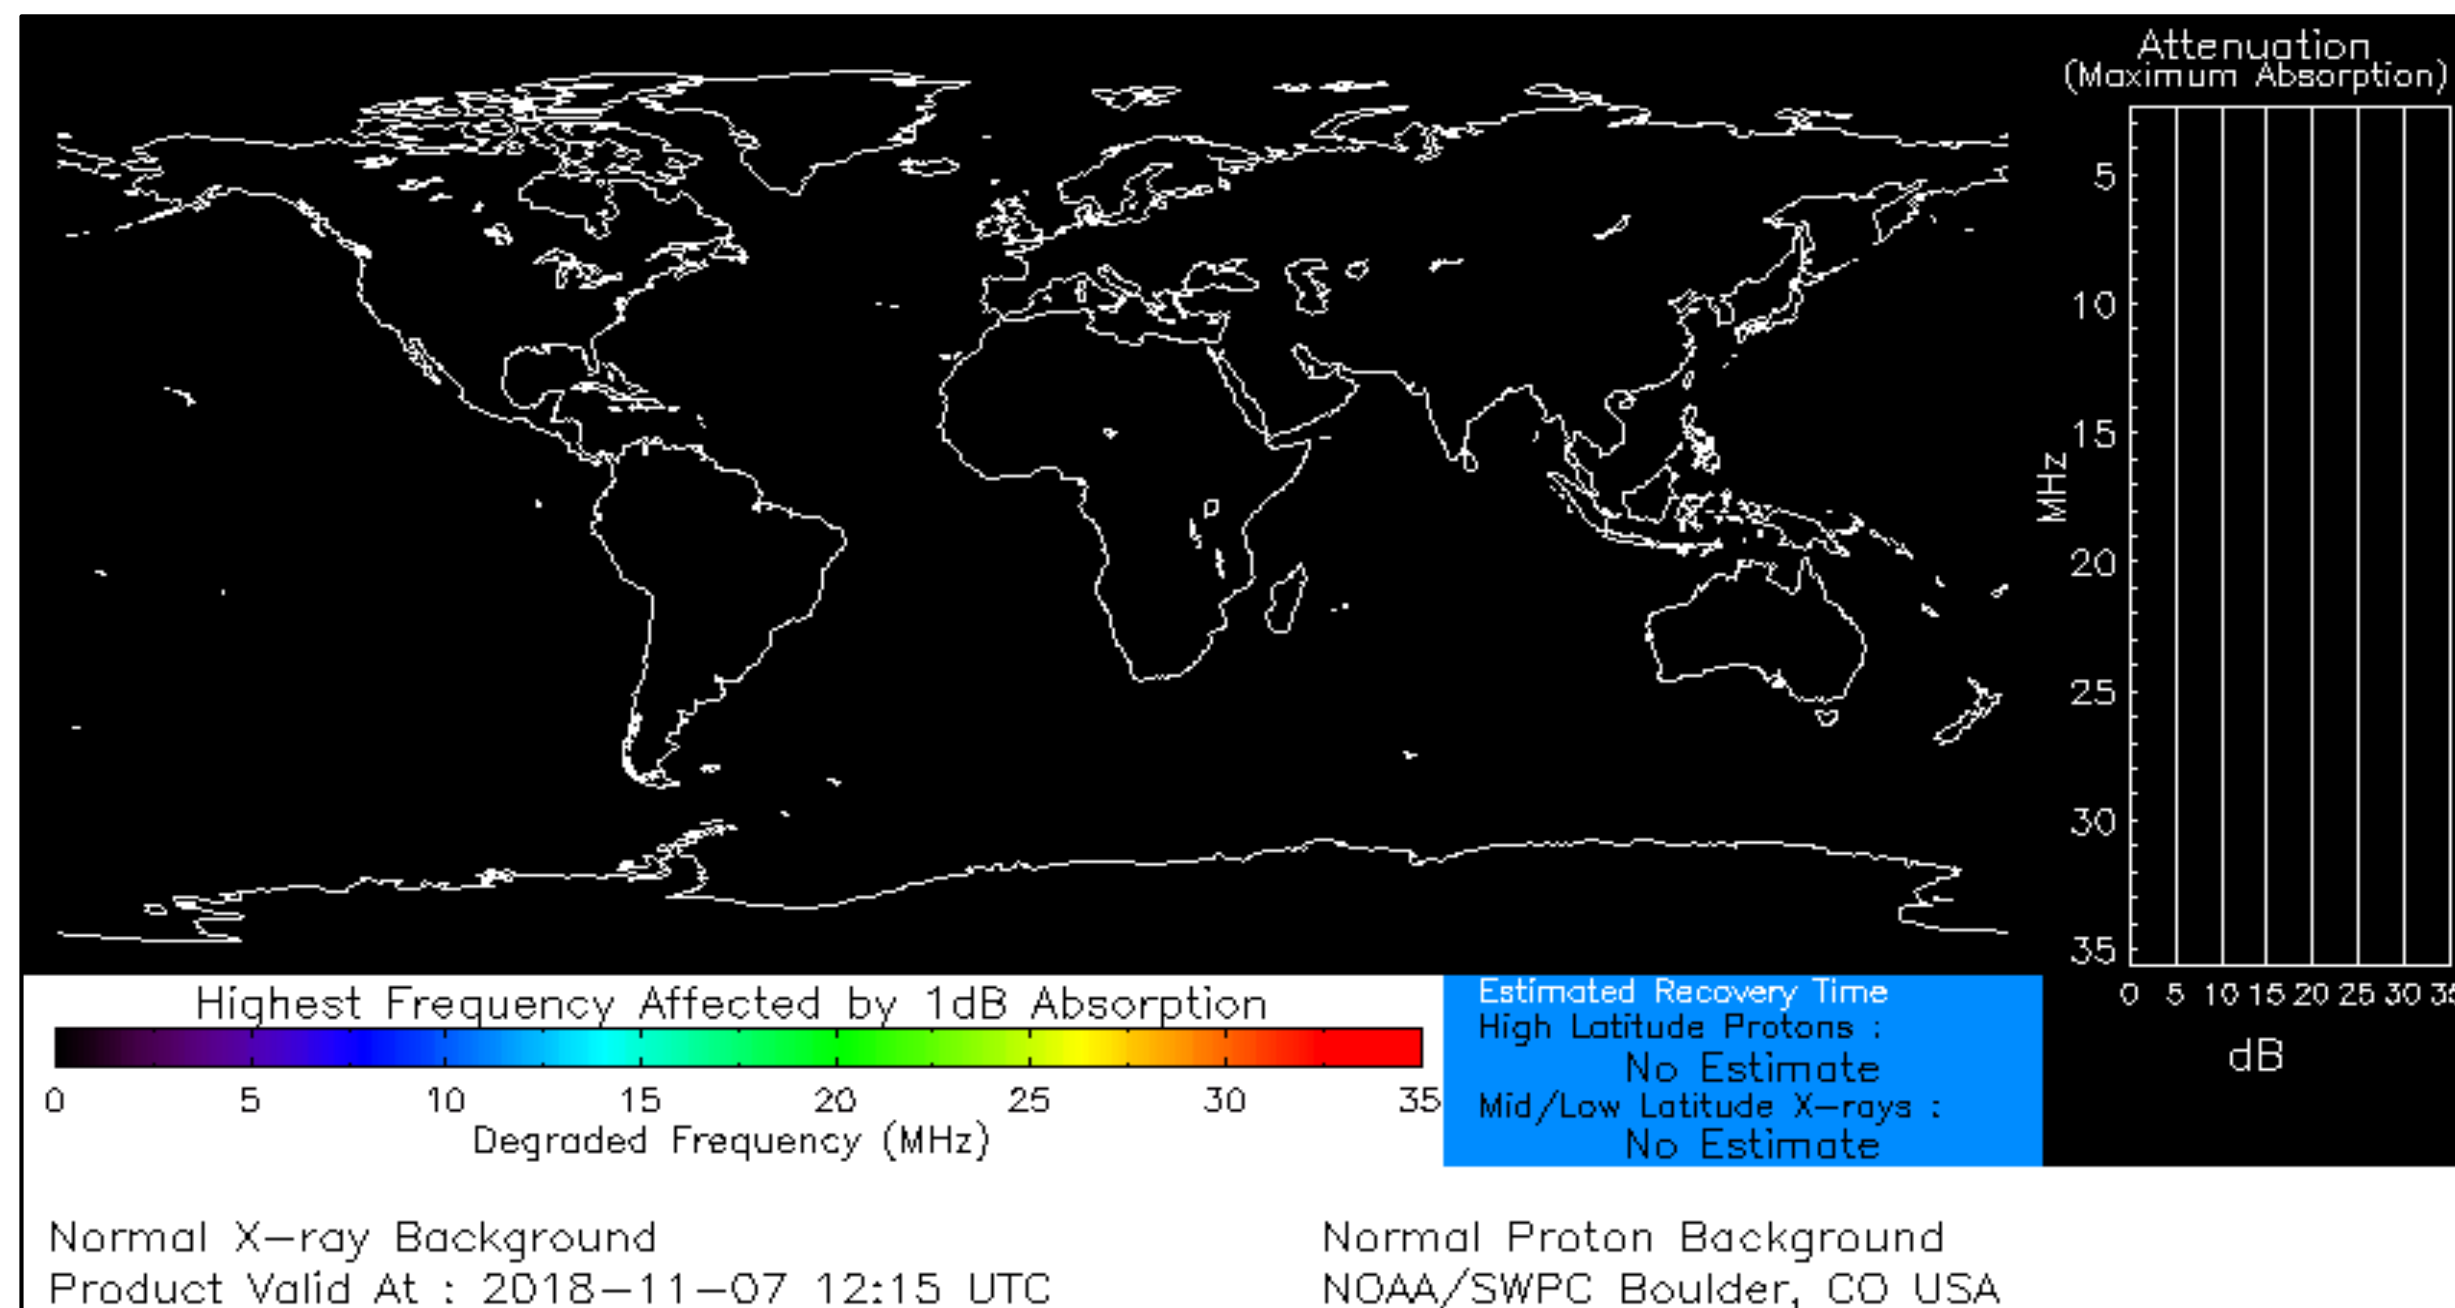 Attenuation
(Maximum Absorption)
5
10
15
20
25
30
35
MHz
0 5 10 15 20 25 30
dB
Highest Frequency Affected by 1dB Absorption
0 5 10 15 20 25 30 35
Degraded Frequency (MHz)
Estimated Recovery Time
High Latitude Protons :
No Estimate
Mid/Low Latitude X-rays :
No Estimate
Normal X-ray Background
Normal Proton Background
Product Valid At : 2018-11-07 12:15 UTC
NOAA/SWPC Boulder, CO USA